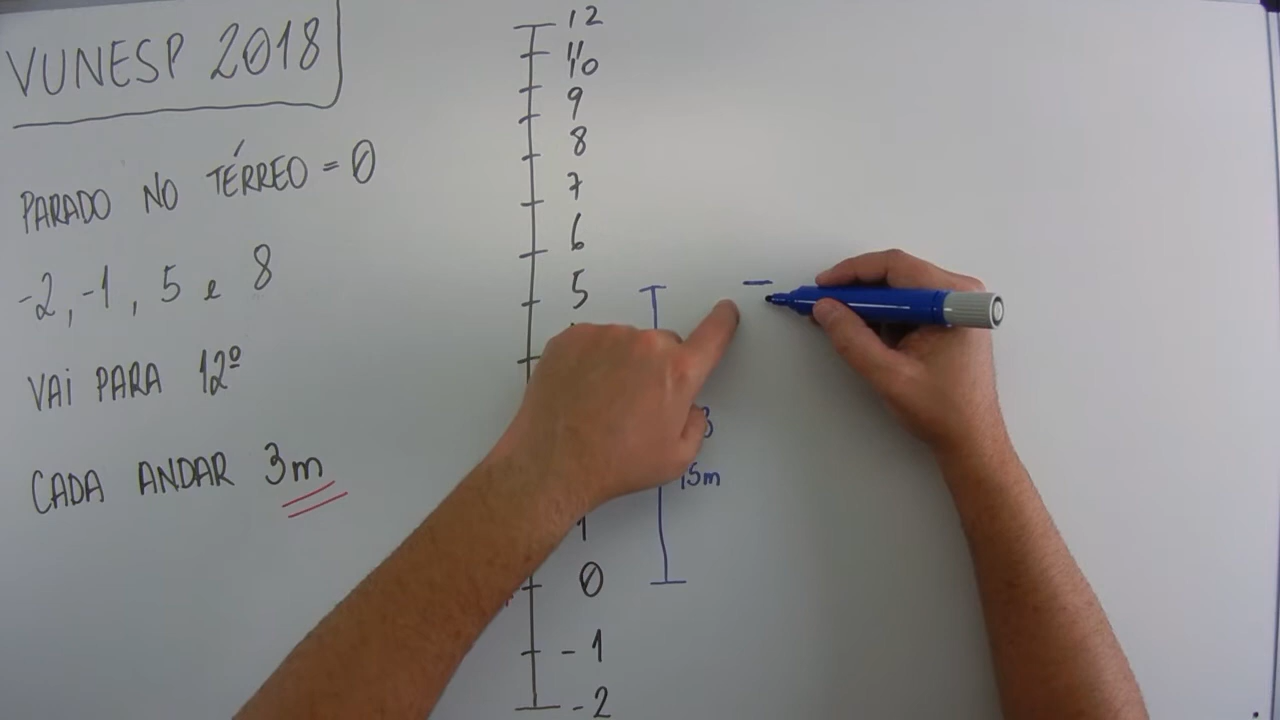 VUNESP 2018
PARADO NO TÉRREO = 0
-2, -1, 5 e 8
VAI PARA 12º
CADA ANDAR 3m
12
11
10
9
8
7
6
5
3
15m
1
0
-1
-2